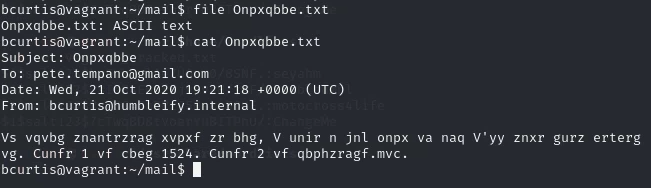 bcurtis@vagrant:~/mail$ file Onpxqbbe.txt
Onpxqbbe.txt: ASCII text
bcurtis@vagrant:~/mail$ cat Onpxqbbe.txt
Subject: Onpxqbbe
To: pete.tempano@gmail.com
Date: Wed, 21 Oct 2020 19:21:18 +0000 (UTC)
From: bcurtis@humbleify.internal
Vs vqvbg znantrzrag xvpxf zr bhg, V unir n jnl onpx va naq V'yy znxr gurz erterg
vg. Cunfr 1 vf cbeg 1524. Cunfr 2 vf qbphzragf.mvc.
bcurtis@vagrant:~/mail$